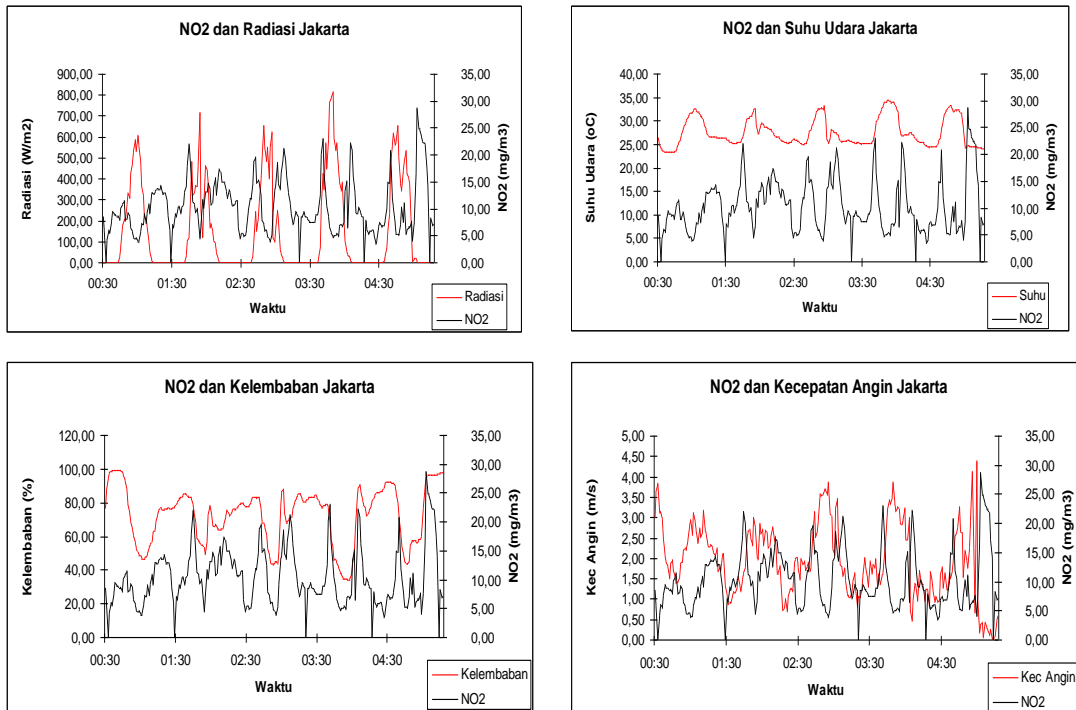 NO2 dan Radiasi Jakarta
Radiasi (W/m2)
900,00
800,00
700,00
600,00
500,00
400,00
300,00
200,00
100,00
0,00
35,00
30,00
25,00
20,00
15,00
10,00
5,00
0,00
NO2 (mg/m3)
00:30 01:30 02:30 03:30 04:30
Waktu
Radiasi
NO2
NO2 dan Suhu Udara Jakarta
Suhu Udara (oC)
40,00
35,00
30,00
25,00
20,00
15,00
10,00
5,00
0,00
35,00
30,00
25,00
20,00
15,00
10,00
5,00
0,00
NO2 (mg/m3)
00:30 01:30 02:30 03:30 04:30
Waktu
Suhu
NO2
NO2 dan Kelembaban Jakarta
Kelembaban (%)
120,00
100,00
80,00
60,00
40,00
20,00
0,00
35,00
30,00
25,00
20,00
15,00
10,00
5,00
0,00
NO2 (mg/m3)
00:30 01:30 02:30 03:30 04:30
Waktu
Kelembaban
NO2
NO2 dan Kecepatan Angin Jakarta
Kec Angin (m/s)
5,00
4,50
4,00
3,50
3,00
2,50
2,00
1,50
1,00
0,50
0,00
35,00
30,00
25,00
20,00
15,00
10,00
5,00
0,00
NO2 (mg/m3)
00:30 01:30 02:30 03:30 04:30
Waktu
Kec Angin
NO2